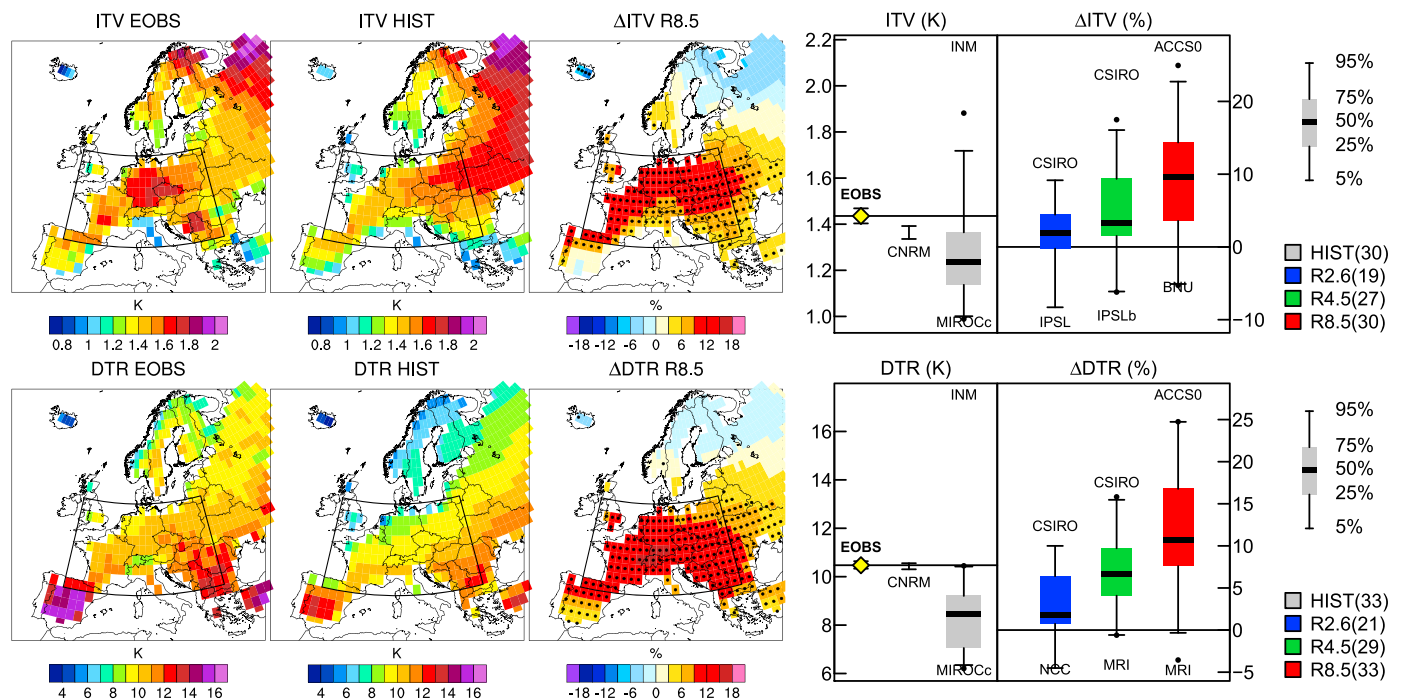 ITV EOBS
ITV HIST
ΔITV R8.5
K
0.8 1 1.2 1.4 1.6 1.8 2
K
0.8 1 1.2 1.4 1.6 1.8 2
%
-18 -12 -6 0 6 12 18
ITV (K)
ΔITV (%)
2.2
2.0
1.8
1.6
1.4
1.2
1.0
INM
EOBS
CNRM
MIROCc
ACCS0
CSIRO
CSIRO
IPSL
IPSLb
BNU
20
10
0
−10
95%
75%
50%
25%
5%
HIST(30)
R2.6(19)
R4.5(27)
R8.5(30)
DTR EOBS
DTR HIST
ΔDTR R8.5
K
4 6 8 10 12 14 16
K
4 6 8 10 12 14 16
%
-18 -12 -6 0 6 12 18
DTR (K)
ΔDTR (%)
16
14
12
10
8
6
INM
EOBS
CNRM
MIROCc
ACCS0
CSIRO
CSIRO
NCC
MRI
MRI
25
20
15
10
5
0
−5
95%
75%
50%
25%
5%
HIST(33)
R2.6(21)
R4.5(29)
R8.5(33)